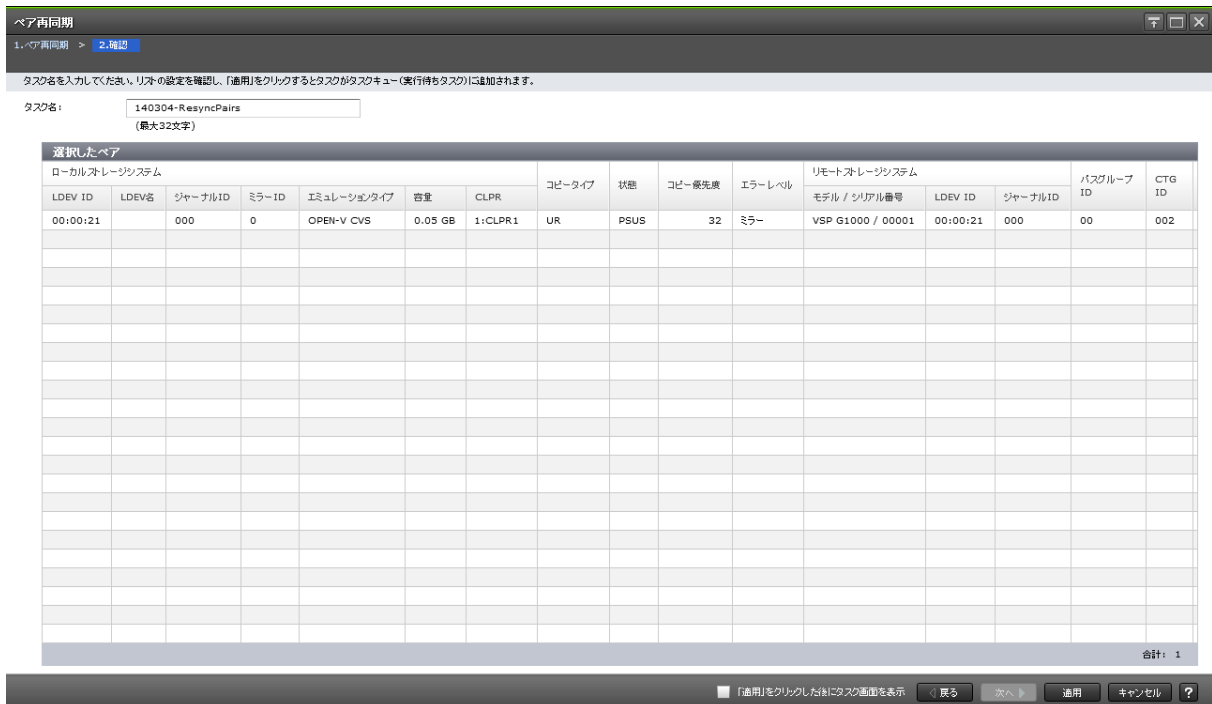 ペア再同期
1.ペア再同期 > 2.確認
タスク名を入力してください。リストの設定を確認し、「適用」をクリックするとタスクがタスクキュー(実行待ちタスク)に追加されます。
タスク名: 140304-ResyncPairs
(最大32文字)
選択したペア
ローカルストレージシステム コピータイプ 状態 コピー優先度 エラーレベル リモートストレージシステム パスグループID CTG ID
LDEV ID LDEV名 ジャーナルID ミラーID エミュレーションタイプ 容量 CLPR モデル / シリアル番号 LDEV ID ジャーナルID
00:00:21 000 0 OPEN-V CVS 0.05 GB 1:CLPR1 UR PSUS 32 ミラー VSP G1000 / 00001 00:00:21 000 00 002
合計: 1
「適用」をクリックした後にタスク画面を表示 戻る 次へ 適用 キャンセル ?